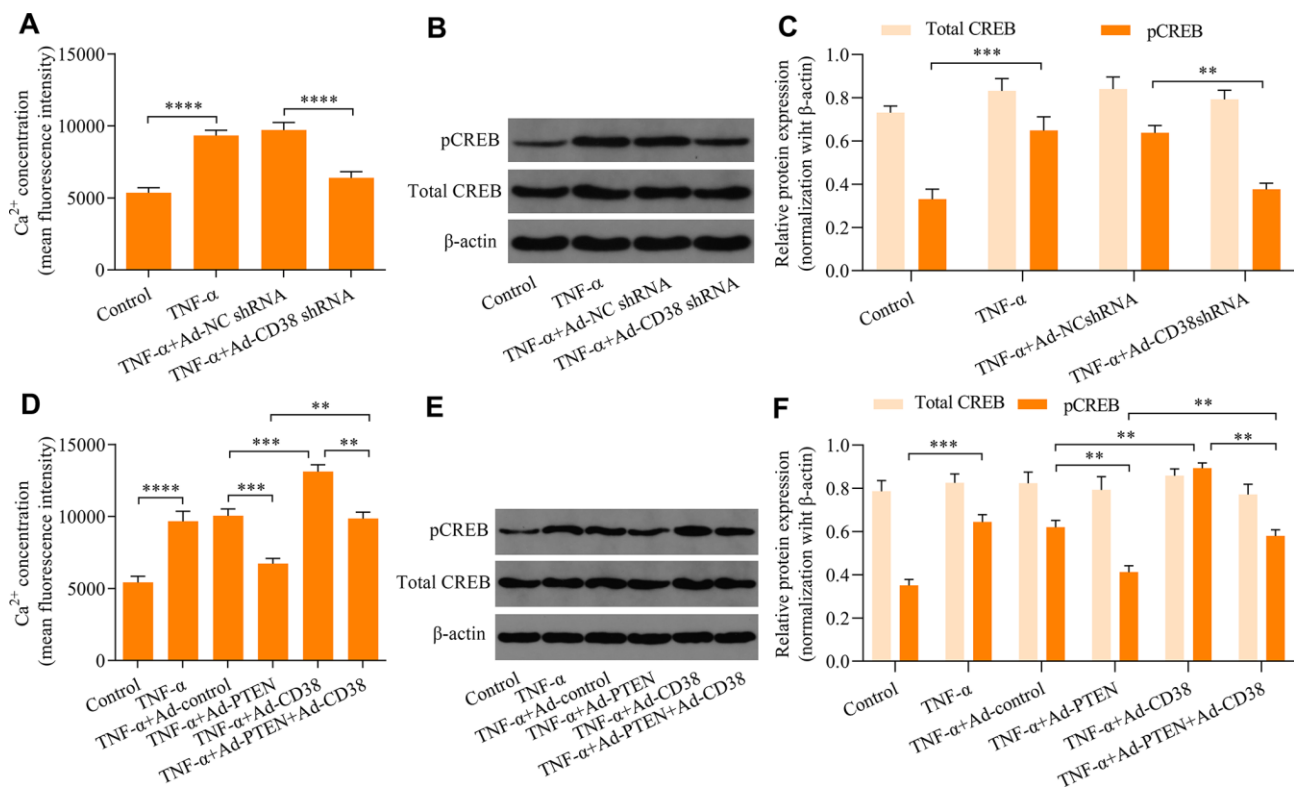 A
Ca²⁺ concentration
(mean fluorescence intensity)
15000
10000
5000
0
****
****
Control
TNF-α
TNF-α+Ad-NC shRNA
TNF-α+Ad-CD38 shRNA
B
pCREB
Total CREB
β-actin
Control
TNF-α
TNF-α+Ad-NC shRNA
TNF-α+Ad-CD38 shRNA
C
Total CREB
pCREB
Relative protein expression
(normalization wiht β-actin)
1.0
0.8
0.6
0.4
0.2
0.0
***
**
Control
TNF-α
TNF-α+Ad-NCshRNA
TNF-α+Ad-CD38shRNA
D
Ca²⁺ concentration
(mean fluorescence intensity)
15000
10000
5000
0
****
***
***
**
**
Control
TNF-α
TNF-α+Ad-control
TNF-α+Ad-PTEN
TNF-α+Ad-CD38
TNF-α+Ad-PTEN+Ad-CD38
E
pCREB
Total CREB
β-actin
Control
TNF-α
TNF-α+Ad-control
TNF-α+Ad-PTEN
TNF-α+Ad-CD38
TNF-α+Ad-PTEN+Ad-CD38
F
Total CREB
pCREB
Relative protein expression
(normalization wiht β-actin)
1.0
0.8
0.6
0.4
0.2
0.0
***
**
**
**
**
Control
TNF-α
TNF-α+Ad-control
TNF-α+Ad-PTEN
TNF-α+Ad-CD38
TNF-α+Ad-PTEN+Ad-CD38